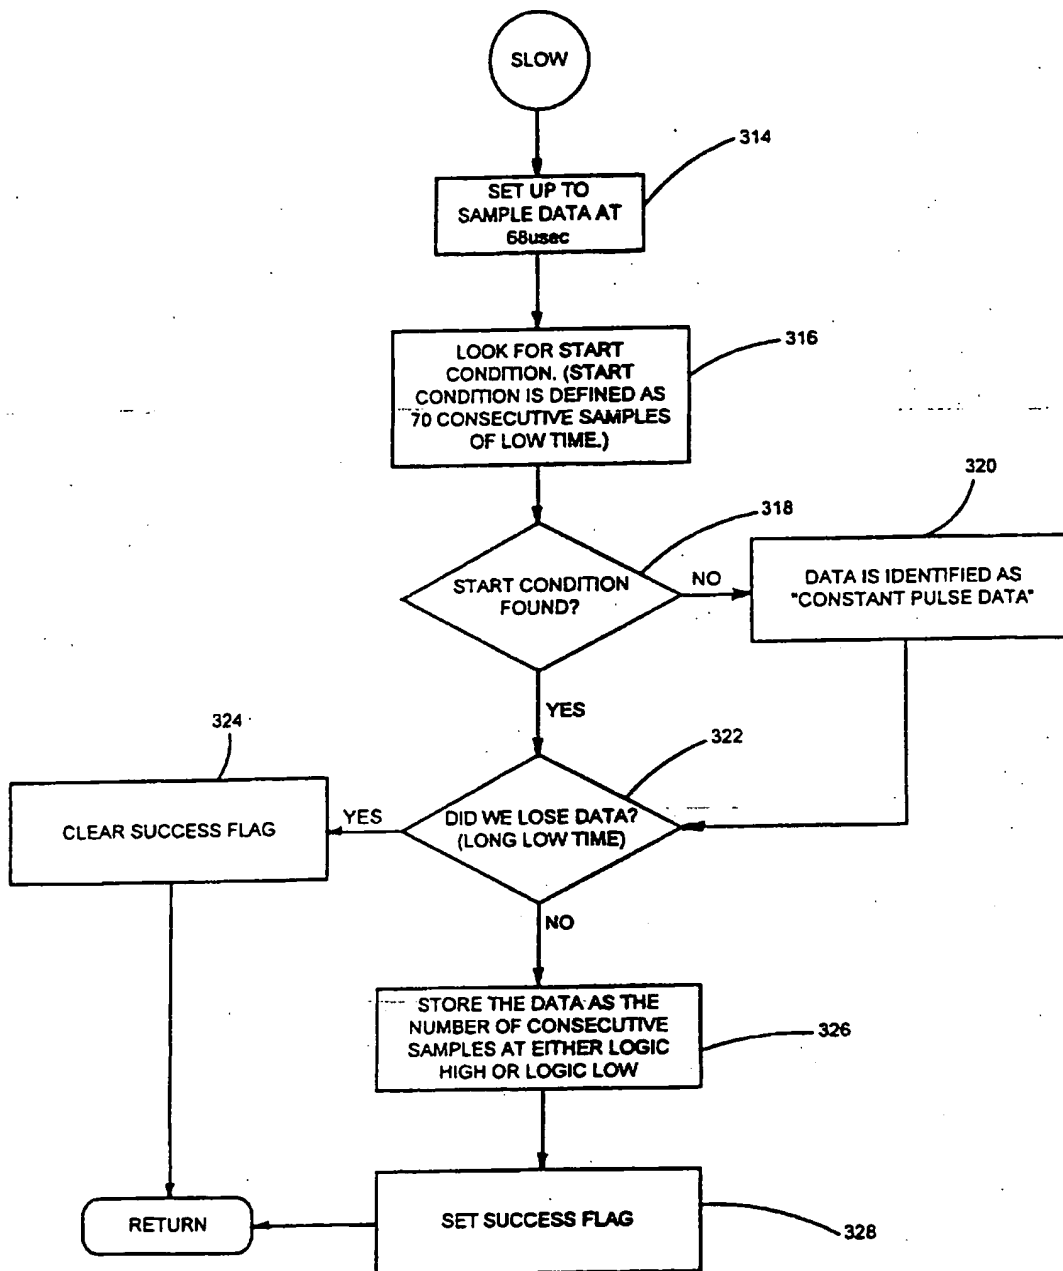 SLOW
314
SET UP TO
SAMPLE DATA AT
68usec
316
LOOK FOR START
CONDITION. (START
CONDITION IS DEFINED AS
70 CONSECUTIVE SAMPLES
OF LOW TIME.)
318
START CONDITION
FOUND?
NO
320
DATA IS IDENTIFIED AS
"CONSTANT PULSE DATA"
YES
322
DID WE LOSE DATA?
(LONG LOW TIME)
YES
324
CLEAR SUCCESS FLAG
NO
STORE THE DATA AS THE
NUMBER OF CONSECUTIVE
SAMPLES AT EITHER LOGIC
HIGH OR LOGIC LOW
326
SET SUCCESS FLAG
328
RETURN